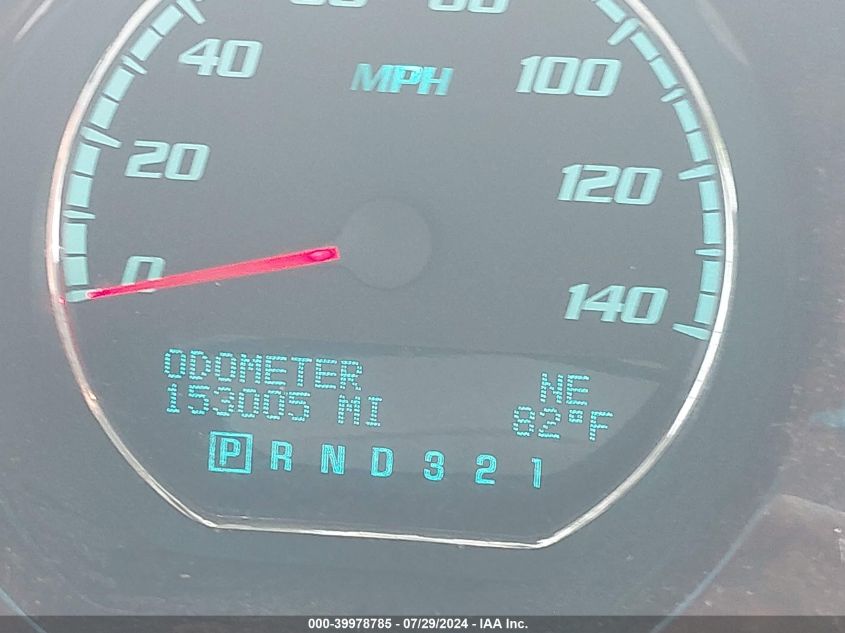 40
MPH
100
20
120
0
140
ODOMETER
NE
153005 MI
82°F
P R N D 3 2 1
000-39978785 - 07/29/2024 - IAA Inc.